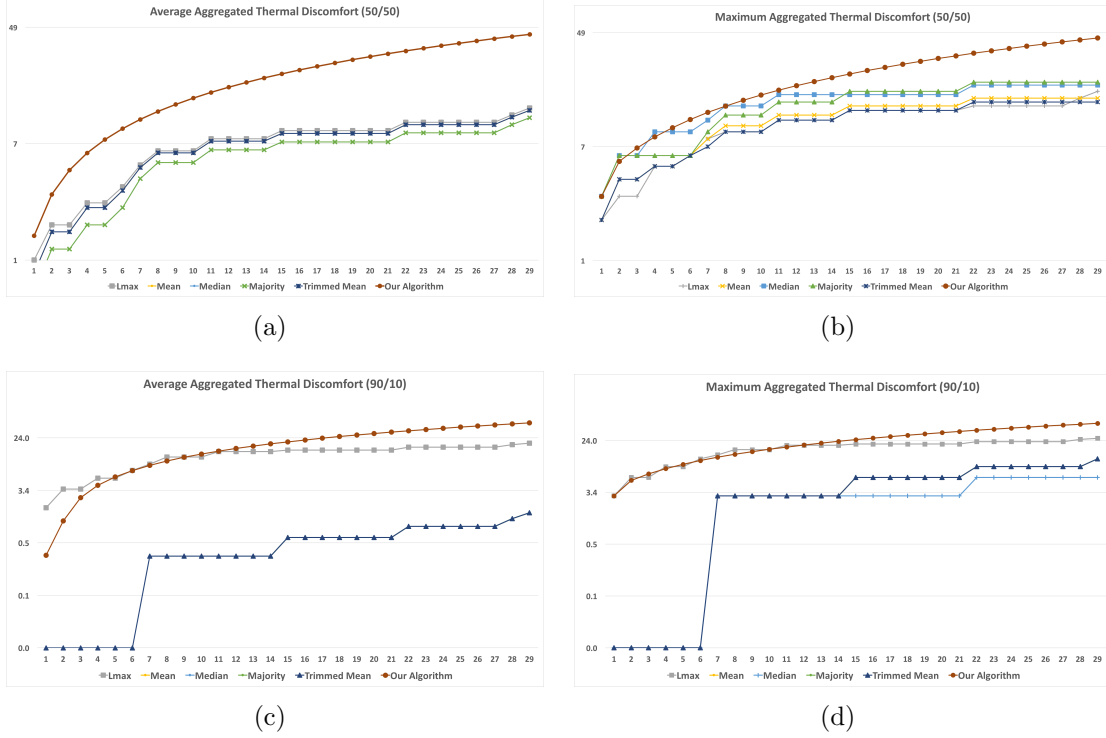 Average Aggregated Thermal Discomfort (50/50)
49
7
1
1 2 3 4 5 6 7 8 9 10 11 12 13 14 15 16 17 18 19 20 21 22 23 24 25 26 27 28 29
Lmax Mean Median Majority Trimmed Mean Our Algorithm
(a)
Maximum Aggregated Thermal Discomfort (50/50)
49
7
1
1 2 3 4 5 6 7 8 9 10 11 12 13 14 15 16 17 18 19 20 21 22 23 24 25 26 27 28 29
Lmax Mean Median Majority Trimmed Mean Our Algorithm
(b)
Average Aggregated Thermal Discomfort (90/10)
24.0
3.4
0.5
0.1
0.0
1 2 3 4 5 6 7 8 9 10 11 12 13 14 15 16 17 18 19 20 21 22 23 24 25 26 27 28 29
Lmax Mean Median Majority Trimmed Mean Our Algorithm
(c)
Maximum Aggregated Thermal Discomfort (90/10)
24.0
3.4
0.5
0.1
0.0
1 2 3 4 5 6 7 8 9 10 11 12 13 14 15 16 17 18 19 20 21 22 23 24 25 26 27 28 29
Lmax Mean Median Majority Trimmed Mean Our Algorithm
(d)